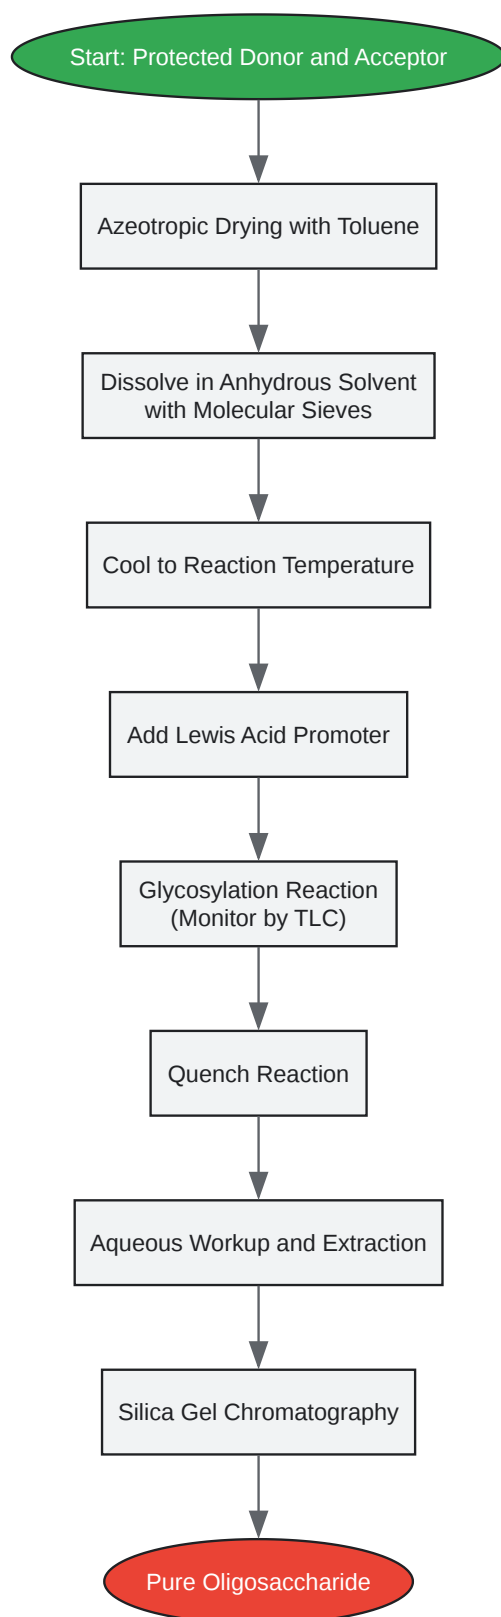 Start: Protected Donor and Acceptor
Azeotropic Drying with Toluene
Dissolve in Anhydrous Solvent
with Molecular Sieves
Cool to Reaction Temperature
Add Lewis Acid Promoter
Glycosylation Reaction
(Monitor by TLC)
Quench Reaction
Aqueous Workup and Extraction
Silica Gel Chromatography
Pure Oligosaccharide